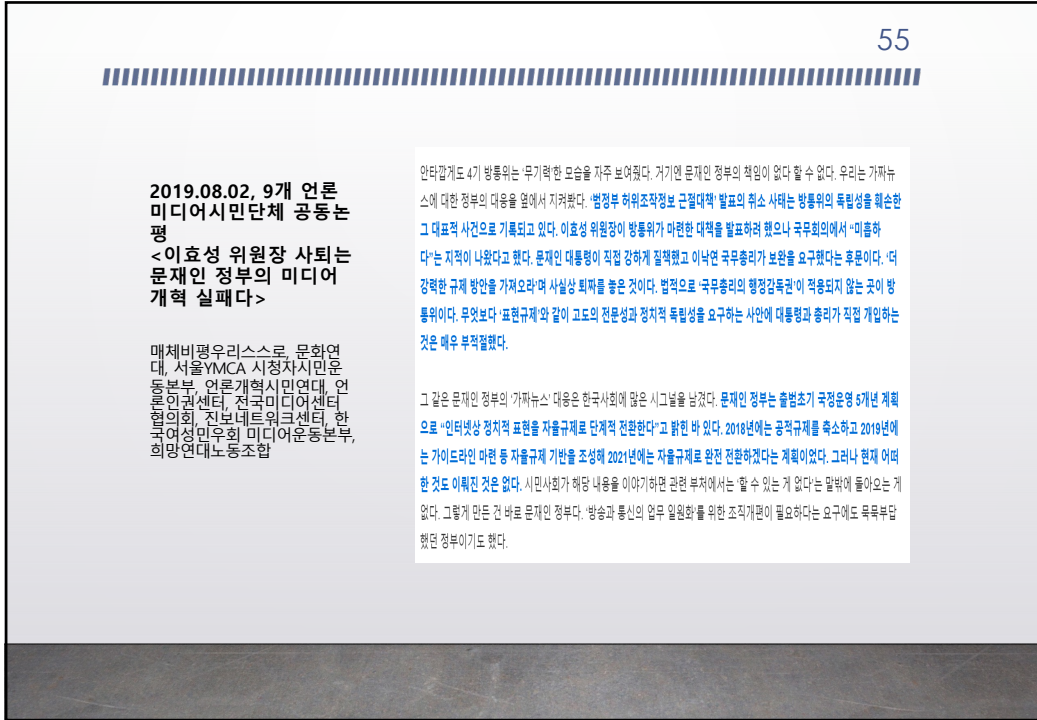 55
2019.08.02, 9개 언론
미디어시민단체 공동논
평
<이효성 위원장 사퇴는
문재인 정부의 미디어
개혁 실패다>
매체비평우리스스로, 문화연
대, 서울YMCA 시청자시민운
동본부, 언론개혁시민연대, 언
론인권센터, 전국미디어센터
협의회, 진보네트워크센터, 한
국여성민우회 미디어운동본부,
희망연대노동조합
안타깝게도 4기 방통위는 ‘무기력’한 모습을 자주 보여줬다. 거기엔 문재인 정부의 책임이 없다 할 수 없다. 우리는 가짜뉴
스에 대한 정부의 대응을 옆에서 지켜봤다. ‘범정부 허위조작정보 근절대책’ 발표의 취소 사태는 방통위의 독립성을 훼손한
그 대표적 사건으로 기록되고 있다. 이효성 위원장이 방통위가 마련한 대책을 발표하려 했으나 국무회의에서 “미흡하
다”는 지적이 나왔다고 했다. 문재인 대통령이 직접 강하게 질책했고 이낙연 국무총리가 보완을 요구했다는 후문이다. ‘더
강력한 규제 방안을 가져오라’며 사실상 퇴짜를 놓은 것이다. 법적으로 ‘국무총리의 행정감독권’이 적용되지 않는 곳이 방
통위이다. 무엇보다 ‘표현규제’와 같이 고도의 전문성과 정치적 독립성을 요구하는 사안에 대통령과 총리가 직접 개입하는
것은 매우 부적절했다.
그 같은 문재인 정부의 ‘가짜뉴스’ 대응은 한국사회에 많은 시그널을 남겼다. 문재인 정부는 출범초기 국정운영 5개년 계획
으로 “인터넷상 정치적 표현을 자율규제로 단계적 전환한다”고 밝힌 바 있다. 2018년에는 공적규제를 축소하고 2019년에
는 가이드라인 마련 등 자율규제 기반을 조성해 2021년에는 자율규제로 완전 전환하겠다는 계획이었다. 그러나 현재 어떠
한 것도 이뤄진 것은 없다. 시민사회가 해당 내용을 이야기하면 관련 부처에서는 ‘할 수 있는 게 없다’는 말밖에 돌아오는 게
없다. 그렇게 만든 건 바로 문재인 정부다. ‘방송과 통신의 업무 일원화’를 위한 조직개편이 필요하다는 요구에도 묵묵부답
했던 정부이기도 했다.